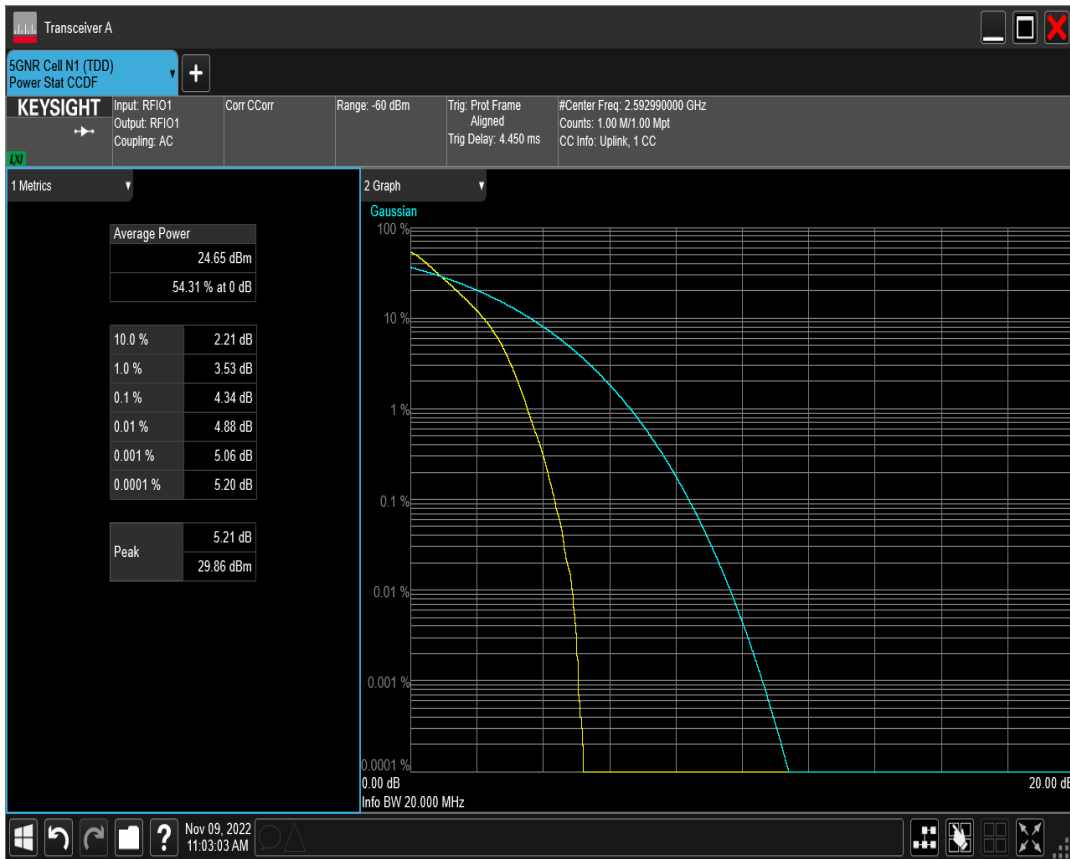 Transceiver A
5GNR Cell N1 (TDD)
Power Stat CCDF
+
KEYSIGHT
LXI
Input: RFIO1
Output: RFIO1
Coupling: AC
Corr CCorr
Range: -60 dBm
Trig: Prot Frame
Aligned
Trig Delay: 4.450 ms
#Center Freq: 2.592990000 GHz
Counts: 1.00 M/1.00 Mpt
CC Info: Uplink, 1 CC
1 Metrics
Average Power
24.65 dBm
54.31 % at 0 dB
10.0 % 2.21 dB
1.0 % 3.53 dB
0.1 % 4.34 dB
0.01 % 4.88 dB
0.001 % 5.06 dB
0.0001 % 5.20 dB
Peak 5.21 dB
29.86 dBm
2 Graph
Gaussian
100 %
10 %
1 %
0.1 %
0.01 %
0.001 %
0.0001 %
0.00 dB 20.00 dB
Info BW 20.000 MHz
?
Nov 09, 2022
11:03:03 AM